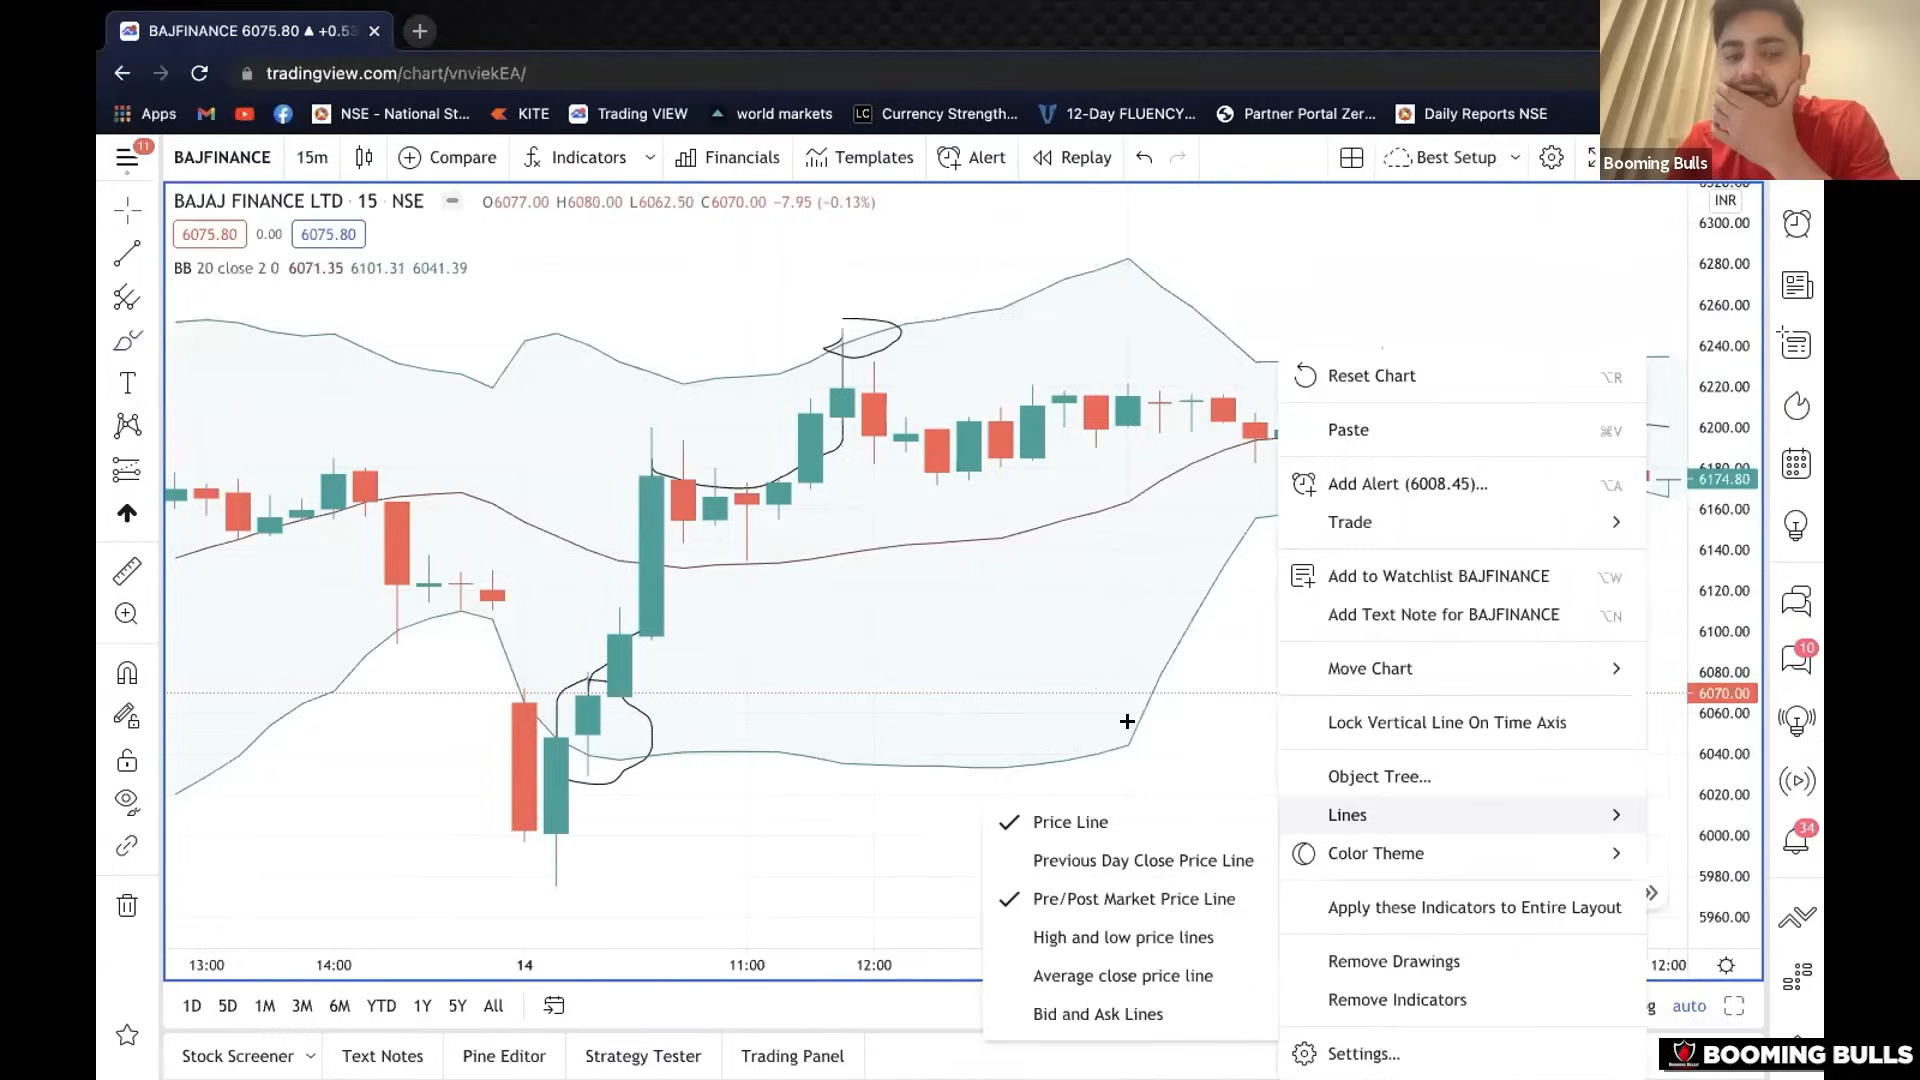 BAJFINANCE 6075.80 ▲ +0.53
tradingview.com/chart/vnviekEA/
Apps NSE - National St... KITE Trading VIEW world markets LC Currency Strength... 12-Day FLUENCY... Partner Portal Zer... Daily Reports NSE
Booming Bulls
11 BAJFINANCE 15m Compare Indicators Financials Templates Alert Replay Best Setup
BAJAJ FINANCE LTD · 15 · NSE O6077.00 H6080.00 L6062.50 C6070.00 −7.95 (−0.13%)
6075.80 0.00 6075.80
BB 20 close 2 0 6071.35 6101.31 6041.39
INR
6300.00
6280.00
6260.00
6240.00
6220.00
6200.00
6180.00
6174.80
6160.00
6140.00
6120.00
6100.00
6080.00
6070.00
6060.00
6040.00
6020.00
6000.00
5980.00
5960.00
Reset Chart ⌥R
Paste ⌘V
Add Alert (6008.45)... ⌥A
Trade
Add to Watchlist BAJFINANCE ⌥W
Add Text Note for BAJFINANCE ⌥N
Move Chart
Lock Vertical Line On Time Axis
Object Tree...
Lines
Color Theme
Apply these Indicators to Entire Layout
Remove Drawings
Remove Indicators
Settings...
Price Line
Previous Day Close Price Line
Pre/Post Market Price Line
High and low price lines
Average close price line
Bid and Ask Lines
10
34
13:00 14:00 14 11:00 12:00 12:00
1D 5D 1M 3M 6M YTD 1Y 5Y All auto
Stock Screener Text Notes Pine Editor Strategy Tester Trading Panel
BOOMING BULLS